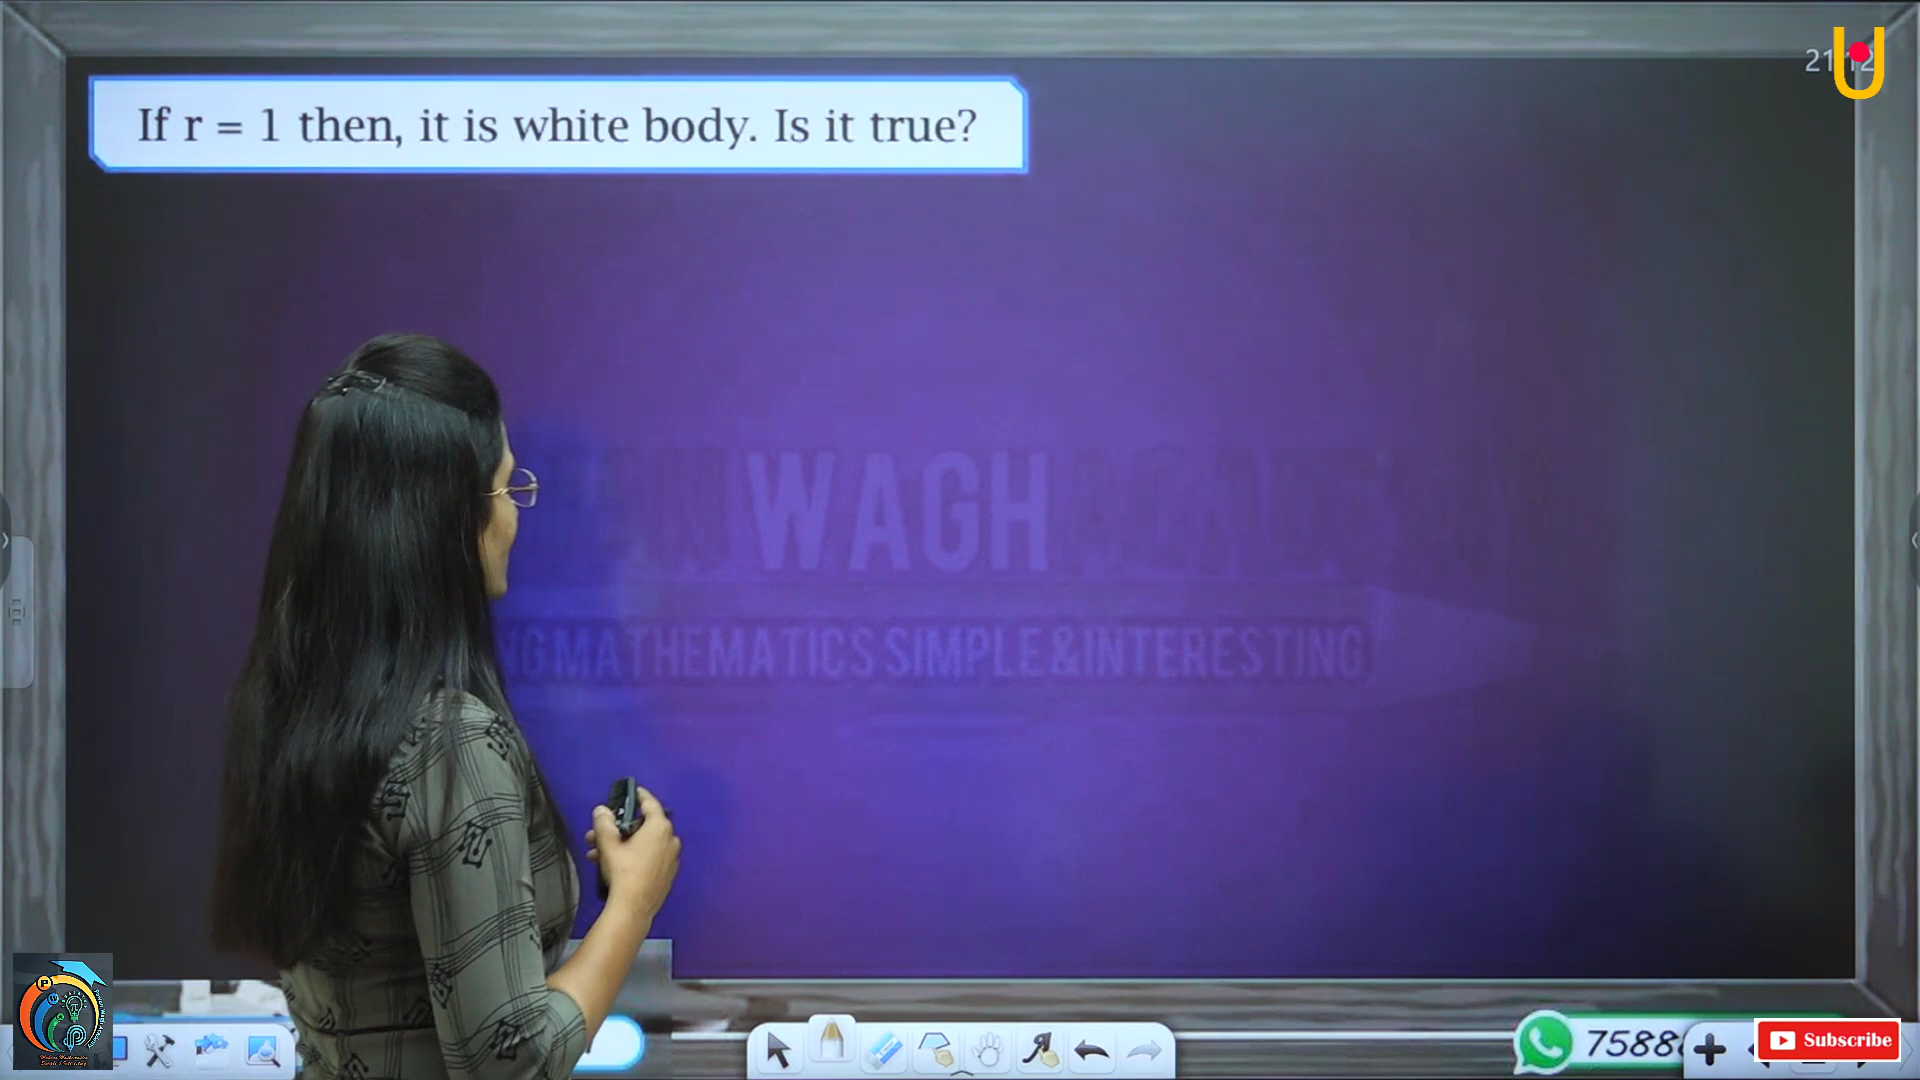 If r = 1 then, it is white body. Is it true?
WAGH
MATHEMATICS SIMPLE & INTERESTING
7588
Subscribe